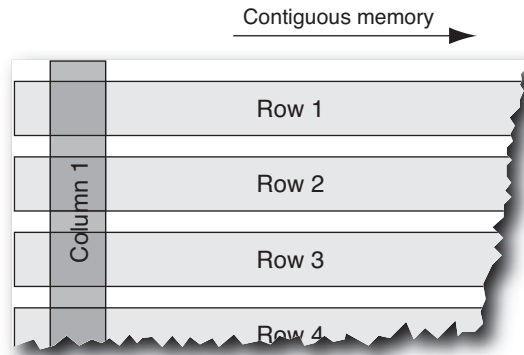 Contiguous memory
Row 1
Row 2
Column 1
Row 3
Row 4